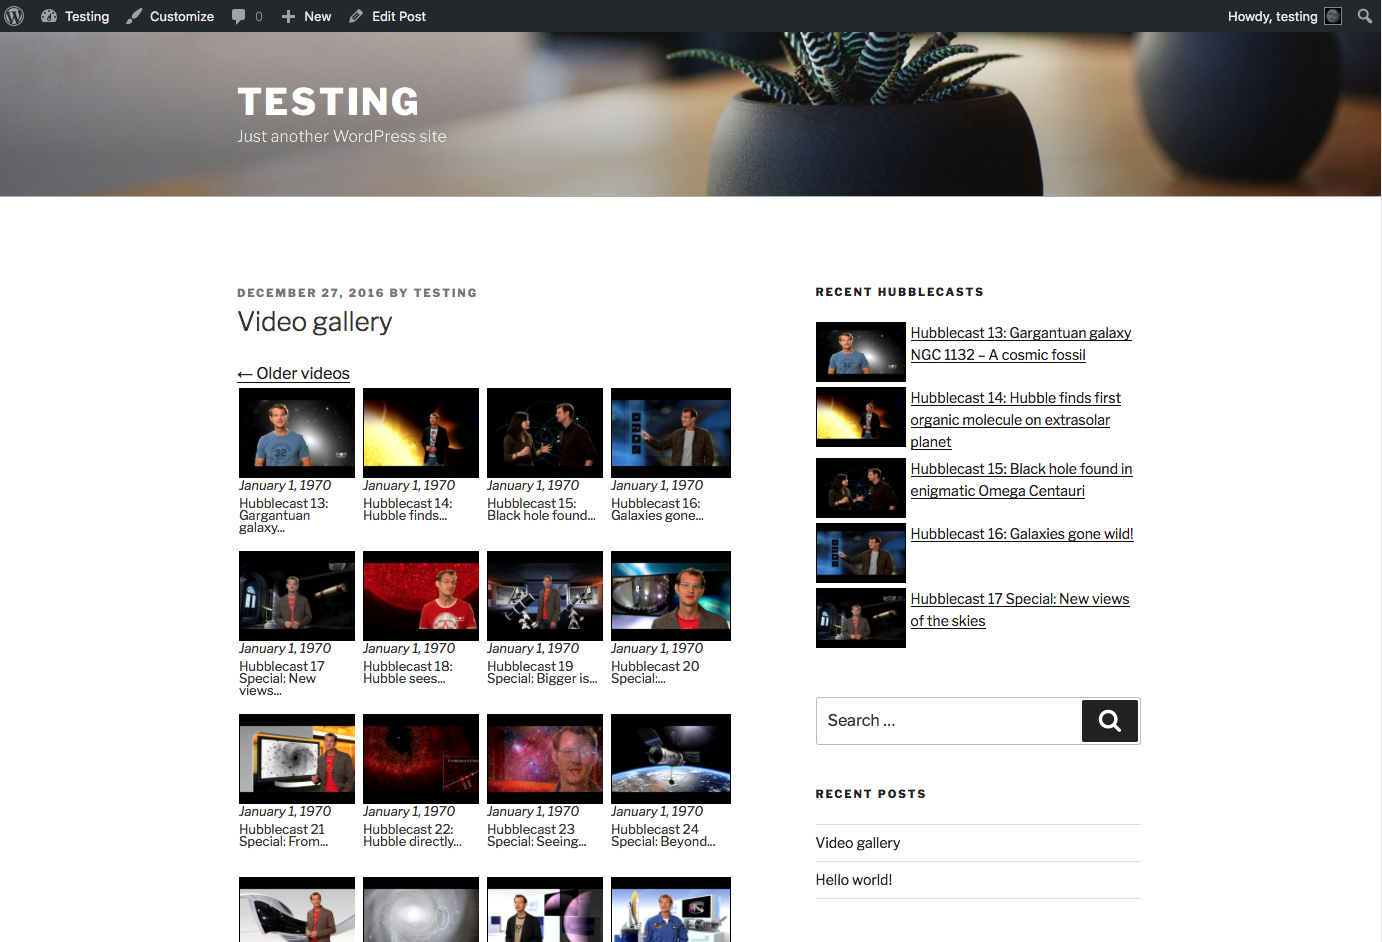 Testing
Customize
0
New
Edit Post
Howdy, testing
TESTING
Just another WordPress site
DECEMBER 27, 2016 BY TESTING
Video gallery
← Older videos
January 1, 1970
Hubblecast 13:
Gargantuan
galaxy...
January 1, 1970
Hubblecast 14:
Hubble finds...
January 1, 1970
Hubblecast 15:
Black hole found...
January 1, 1970
Hubblecast 16:
Galaxies gone...
January 1, 1970
Hubblecast 17
Special: New
views...
January 1, 1970
Hubblecast 18:
Hubble sees...
January 1, 1970
Hubblecast 19
Special: Bigger is...
January 1, 1970
Hubblecast 20
Special:...
January 1, 1970
Hubblecast 21
Special: From...
January 1, 1970
Hubblecast 22:
Hubble directly...
January 1, 1970
Hubblecast 23
Special: Seeing...
January 1, 1970
Hubblecast 24
Special: Beyond...
RECENT HUBBLECASTS
Hubblecast 13: Gargantuan galaxy
NGC 1132 – A cosmic fossil
Hubblecast 14: Hubble finds first
organic molecule on extrasolar
planet
Hubblecast 15: Black hole found in
enigmatic Omega Centauri
Hubblecast 16: Galaxies gone wild!
Hubblecast 17 Special: New views
of the skies
Search ...
RECENT POSTS
Video gallery
Hello world!